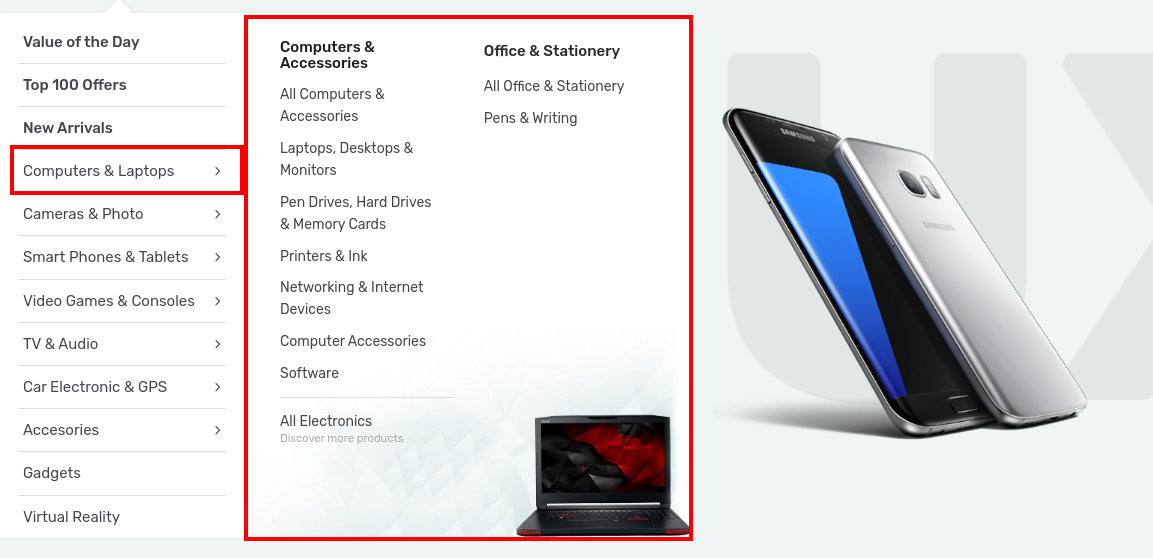 Value of the Day
Top 100 Offers
New Arrivals
Computers & Laptops
Cameras & Photo
Smart Phones & Tablets
Video Games & Consoles
TV & Audio
Car Electronic & GPS
Accesories
Gadgets
Virtual Reality
Computers &
Accessories
All Computers &
Accessories
Laptops, Desktops &
Monitors
Pen Drives, Hard Drives
& Memory Cards
Printers & Ink
Networking & Internet
Devices
Computer Accessories
Software
All Electronics
Discover more products
Office & Stationery
All Office & Stationery
Pens & Writing
SAMSUNG
SAMSUNG